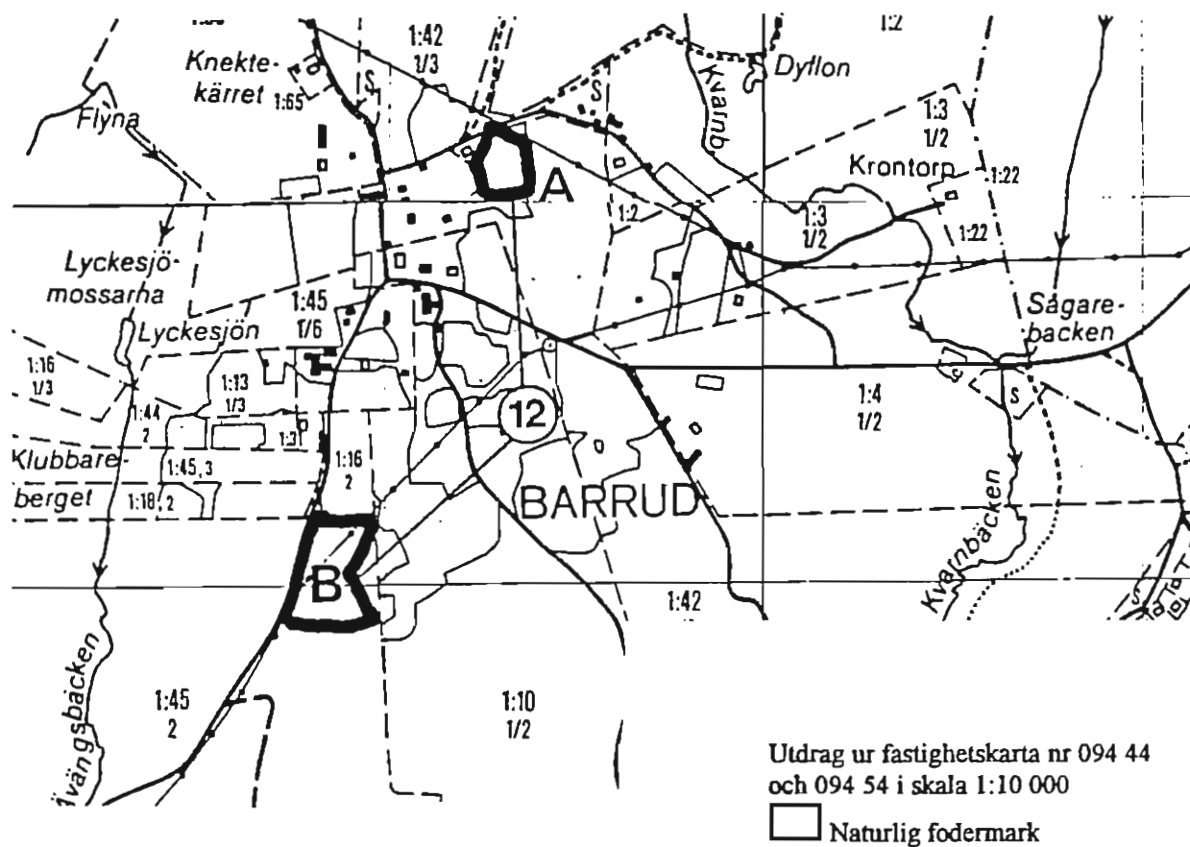 1:42
1/3
1:2
Knekte-
kärret
1:65
S
S
Kvarnb
Dyflon
Flyna
1:3
1/2
Krontorp
1:22
A
1:2
1:3
1/2
1:22
Lyckesjö-
mossarna
1:45
1/6
Lyckesjön
Sågare-
backen
1:16
1/3
1:13
1/3
1:4
1/2
S
1:44
2
12
1:3
Klubbare-
berget
1:45,3
1:16
2
1:18,2
BARRUD
B
Kvarnbäcken
1:42
S
1:45
2
1:10
1/2
Ävängsbäcken
Utdrag ur fastighetskarta nr 094 44
och 094 54 i skala 1:10 000
Naturlig fodermark